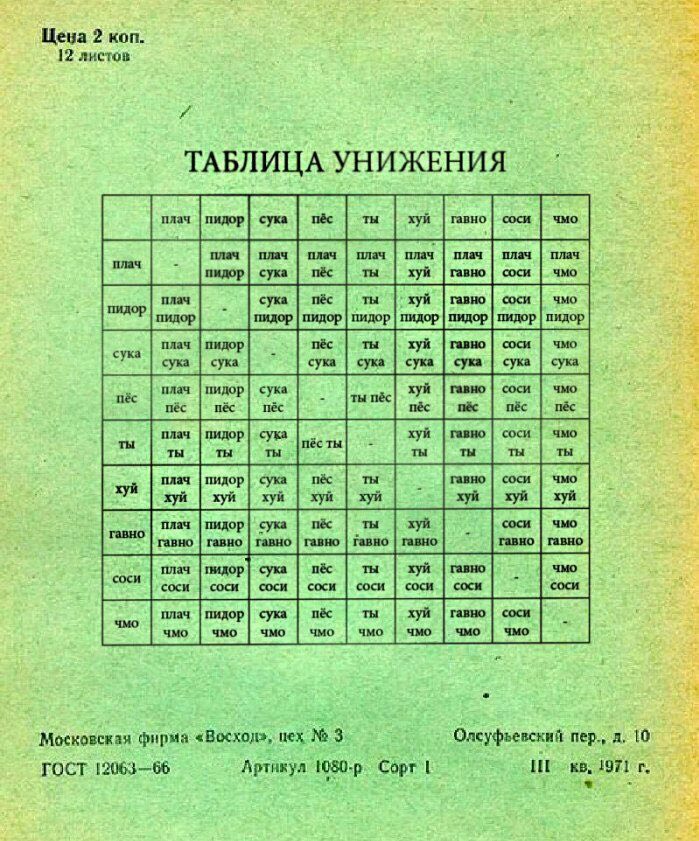 Цена 2 коп.
12 листов
ТАБЛИЦА УНИЖЕНИЯ
плач пидор сука пёс ты хуй гавно соси чмо
плач - плач пидор плач сука плач пёс плач ты плач хуй плач гавно плач соси плач чмо
пидор плач пидор - сука пидор пёс пидор ты пидор хуй пидор гавно пидор соси пидор чмо пидор
сука плач сука пидор сука - пёс сука ты сука хуй сука гавно сука соси сука чмо сука
пёс плач пёс пидор пёс сука пёс - ты пёс хуй пёс гавно пёс соси пёс чмо пёс
ты плач ты пидор ты сука ты пёс ты - хуй ты гавно ты соси ты чмо ты
хуй плач хуй пидор хуй сука хуй пёс хуй ты хуй - гавно хуй соси хуй чмо хуй
гавно плач гавно пидор гавно сука гавно пёс гавно ты гавно хуй гавно - соси гавно чмо гавно
соси плач соси пидор соси сука соси пёс соси ты соси хуй соси гавно соси - чмо соси
чмо плач чмо пидор чмо сука чмо пёс чмо ты чмо хуй чмо гавно чмо соси чмо -
Московская фирма «Восход», цех № 3 Олсуфьевский пер., д. 10
ГОСТ 12063—66 Артикул 1080-р Сорт 1 III кв. 1971 г.